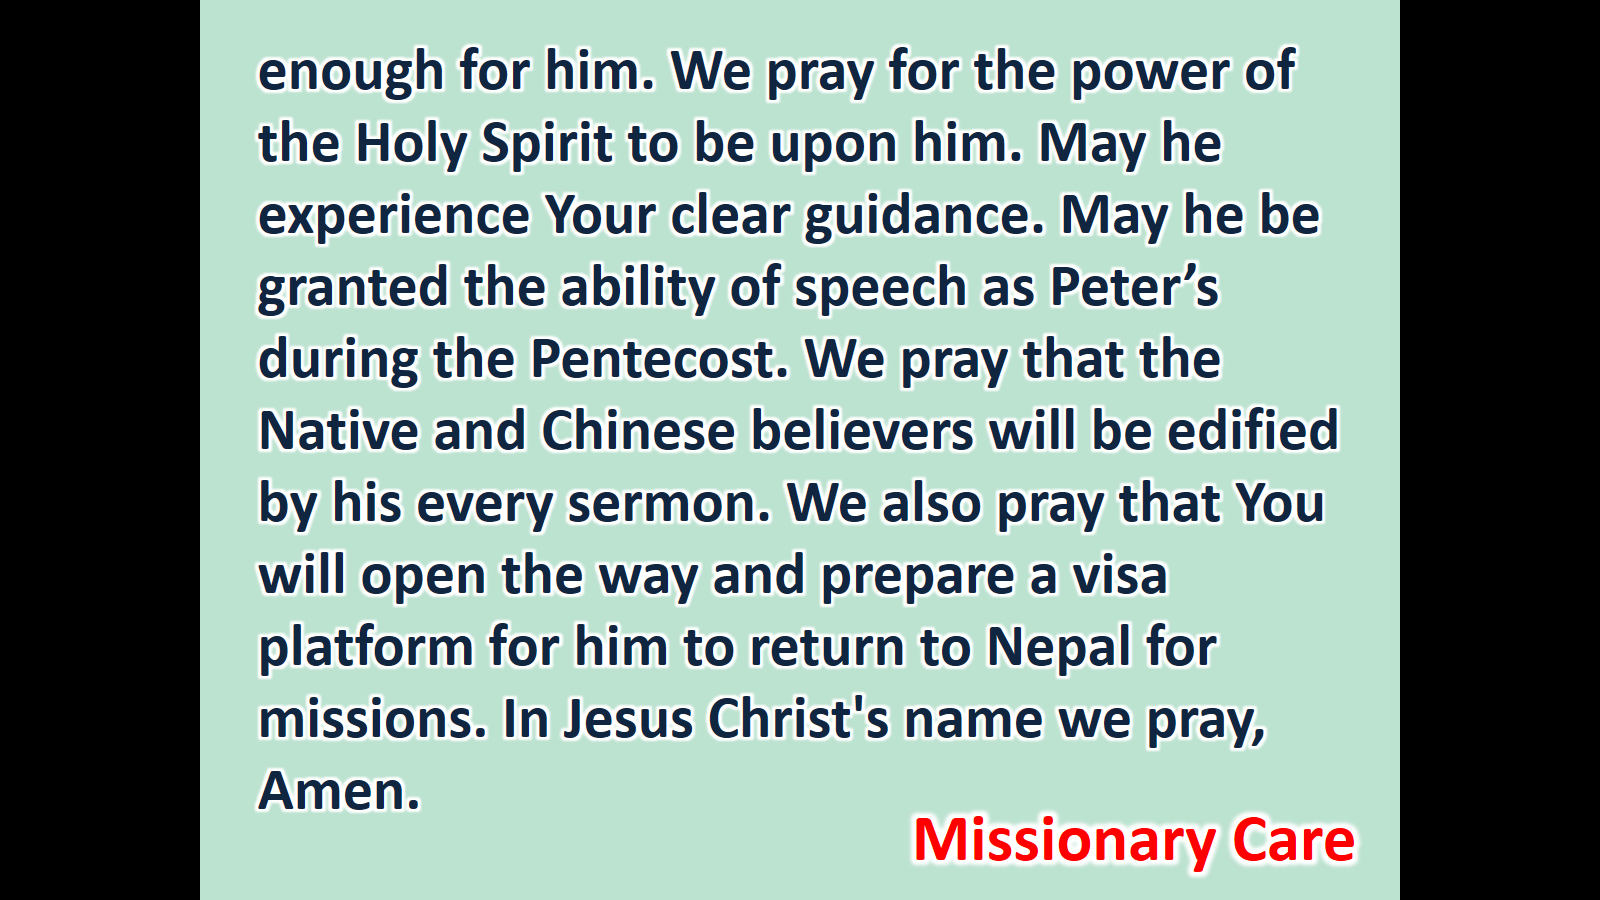 enough for him. We pray for the power of
the Holy Spirit to be upon him. May he
experience Your clear guidance. May he be
granted the ability of speech as Peter’s
during the Pentecost. We pray that the
Native and Chinese believers will be edified
by his every sermon. We also pray that You
will open the way and prepare a visa
platform for him to return to Nepal for
missions. In Jesus Christ's name we pray,
Amen.
Missionary Care